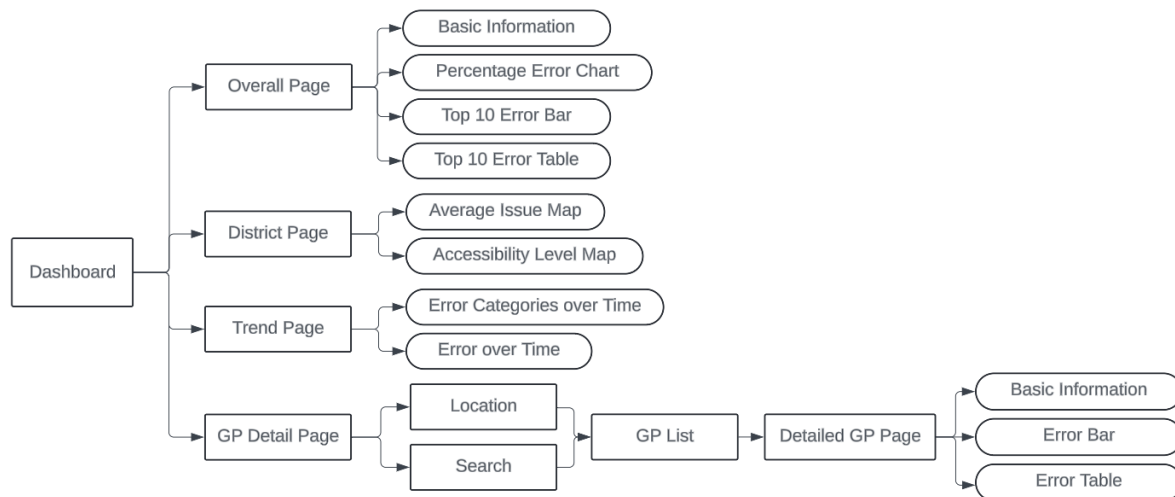 Dashboard
Overall Page
Basic Information
Percentage Error Chart
Top 10 Error Bar
Top 10 Error Table
District Page
Average Issue Map
Accessibility Level Map
Trend Page
Error Categories over Time
Error over Time
GP Detail Page
Location
Search
GP List
Detailed GP Page
Basic Information
Error Bar
Error Table